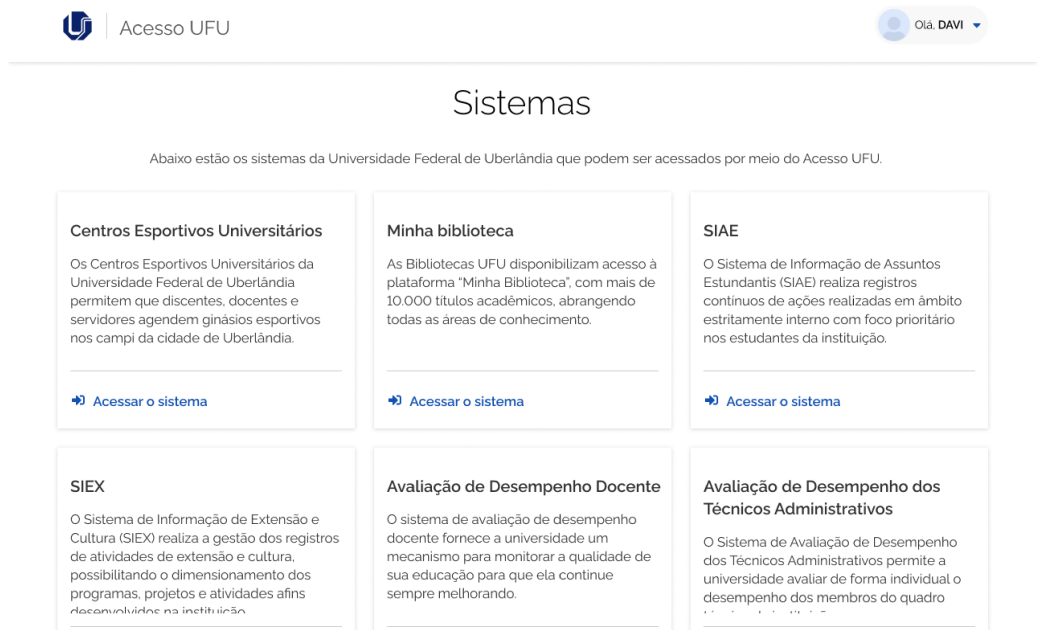 Acesso UFU
Olá, DAVI
Sistemas
Abaixo estão os sistemas da Universidade Federal de Uberlândia que podem ser acessados por meio do Acesso UFU.
Centros Esportivos Universitários
Os Centros Esportivos Universitários da
Universidade Federal de Uberlândia
permitem que discentes, docentes e
servidores agendem ginásios esportivos
nos campi da cidade de Uberlândia.
Acessar o sistema
Minha biblioteca
As Bibliotecas UFU disponibilizam acesso à
plataforma “Minha Biblioteca”, com mais de
10.000 títulos acadêmicos, abrangendo
todas as áreas de conhecimento.
Acessar o sistema
SIAE
O Sistema de Informação de Assuntos
Estundantis (SIAE) realiza registros
contínuos de ações realizadas em âmbito
estritamente interno com foco prioritário
nos estudantes da instituição.
Acessar o sistema
SIEX
O Sistema de Informação de Extensão e
Cultura (SIEX) realiza a gestão dos registros
de atividades de extensão e cultura,
possibilitando o dimensionamento dos
programas, projetos e atividades afins
desenvolvidos na instituição
Avaliação de Desempenho Docente
O sistema de avaliação de desempenho
docente fornece a universidade um
mecanismo para monitorar a qualidade de
sua educação para que ela continue
sempre melhorando.
Avaliação de Desempenho dos
Técnicos Administrativos
O Sistema de Avaliação de Desempenho
dos Técnicos Administrativos permite a
universidade avaliar de forma individual o
desempenho dos membros do quadro